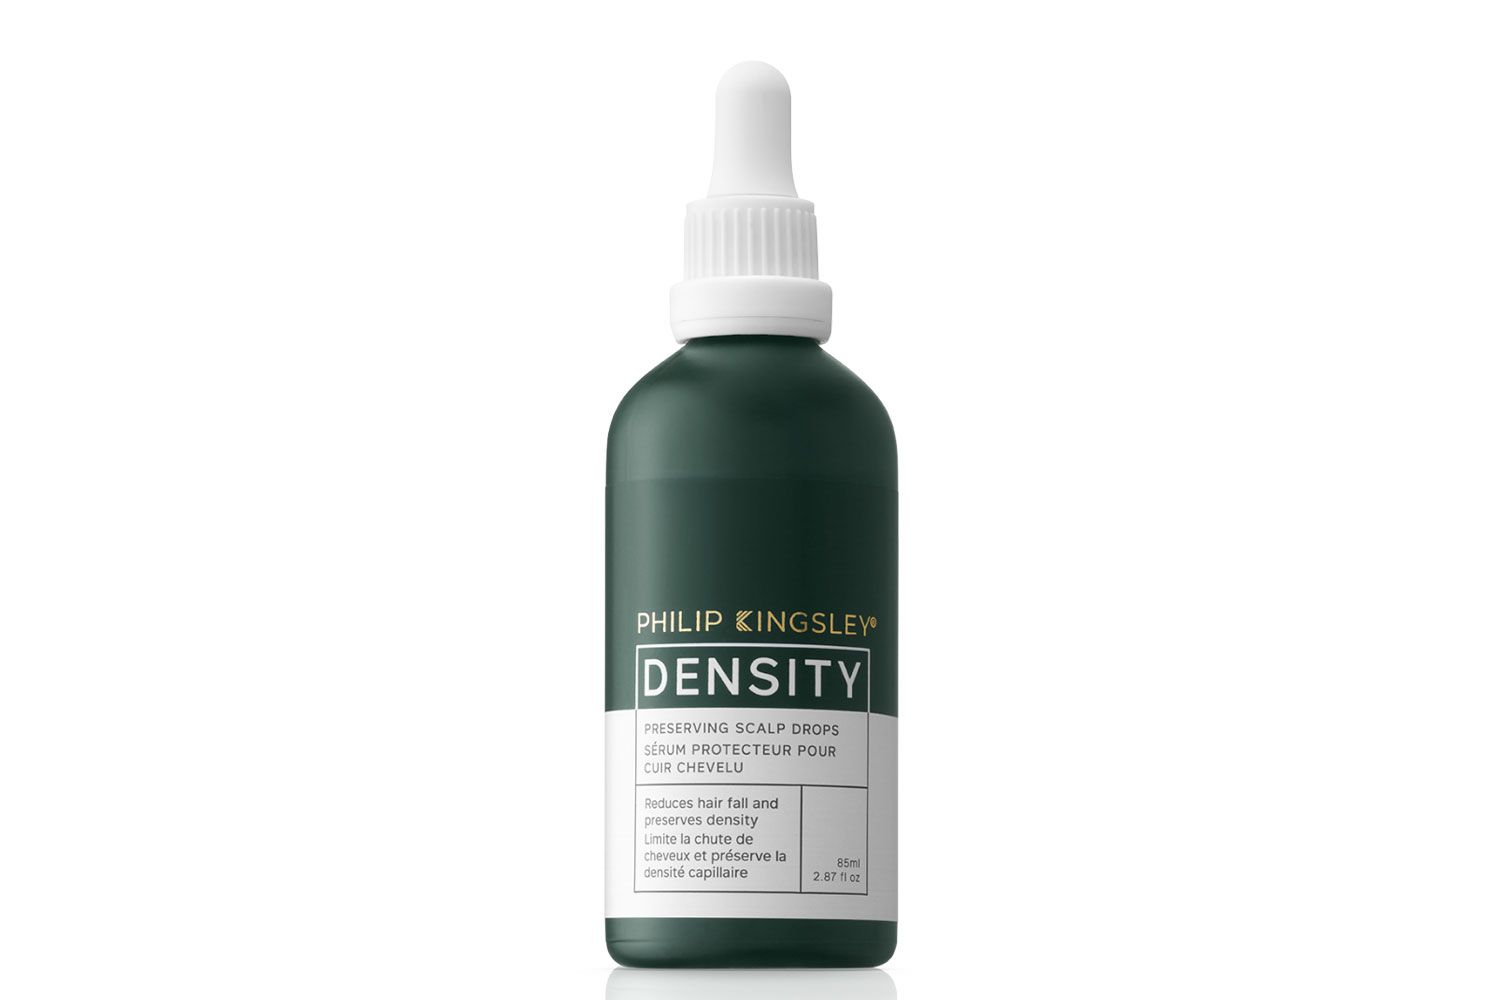 PHILIP KINGSLEY®
DENSITY
PRESERVING SCALP DROPS
SÉRUM PROTECTEUR POUR
CUIR CHEVELU
Reduces hair fall and
preserves density
Limite la chute de
cheveux et préserve la
densité capillaire
85ml
2.87 fl oz